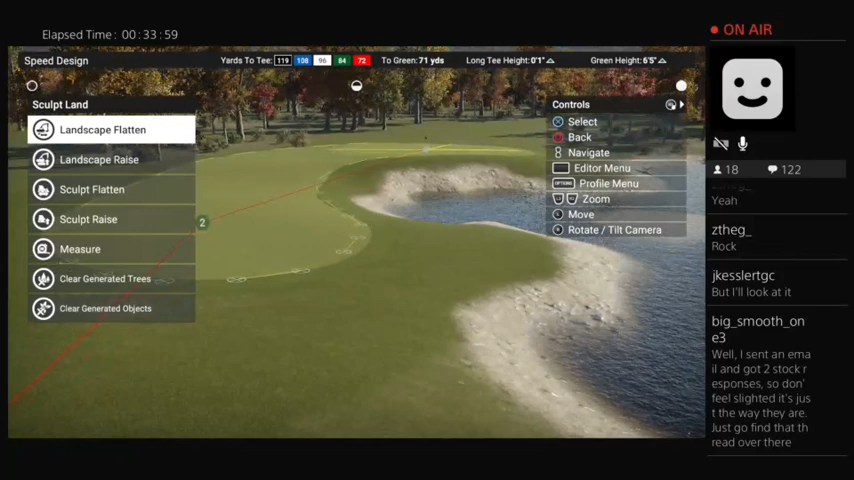 Elapsed Time : 00:33:59
ON AIR
Speed Design
Yards To Tee: 119 108 96 84 72 To Green: 71 yds Long Tee Height: 0'1" Green Height: 6'5"
Sculpt Land
Landscape Flatten
Landscape Raise
Sculpt Flatten
Sculpt Raise
Measure
Clear Generated Trees
Clear Generated Objects
2
Controls
Select
Back
Navigate
Editor Menu
OPTIONS Profile Menu
Zoom
Move
Rotate / Tilt Camera
18 122
Yeah
ztheg_
Rock
jkesslertgc
But I'll look at it
big_smooth_on
e3
Well, I sent an ema
il and got 2 stock r
esponses, so don'
feel slighted it's jus
t the way they are.
Just go find that th
read over there